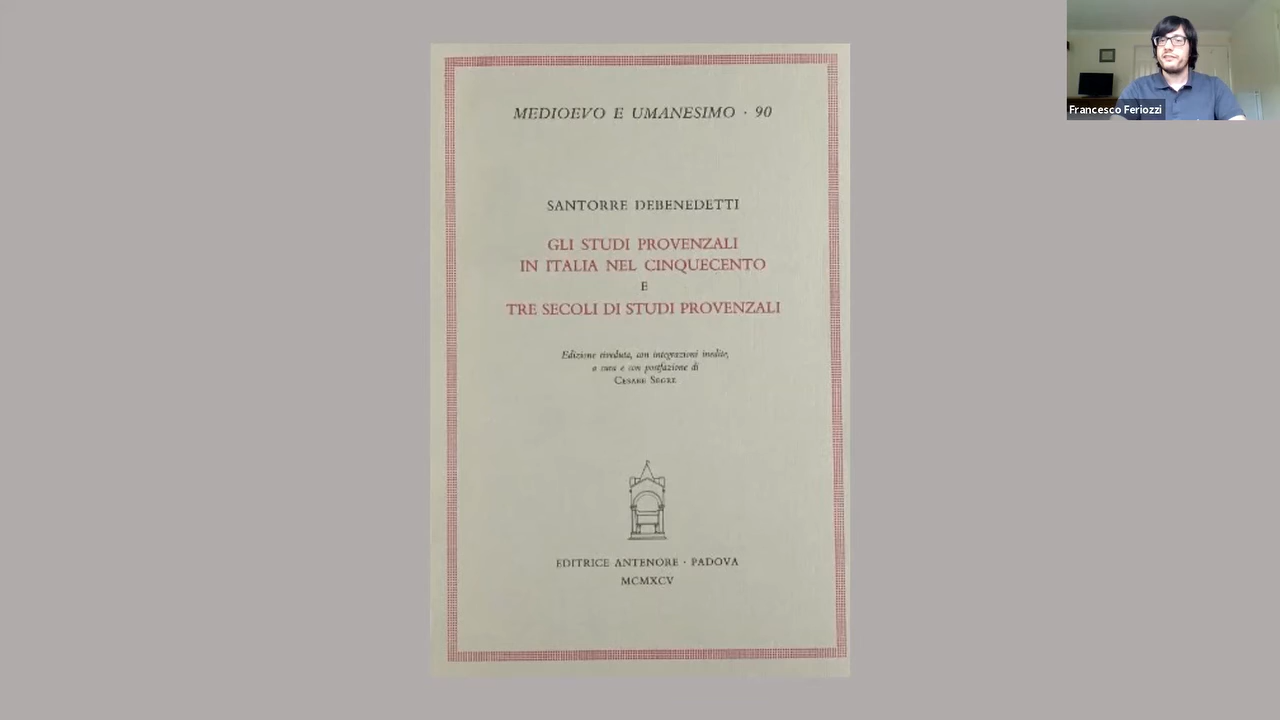 MEDIOEVO E UMANESIMO · 90
SANTORRE DEBENEDETTI
GLI STUDI PROVENZALI
IN ITALIA NEL CINQUECENTO
E
TRE SECOLI DI STUDI PROVENZALI
Edizione riveduta, con integrazioni inedite,
a cura e con postfazione di
CESARE SEGRE
EDITRICE ANTENORE · PADOVA
MCMXCV
Francesco Feriozzi